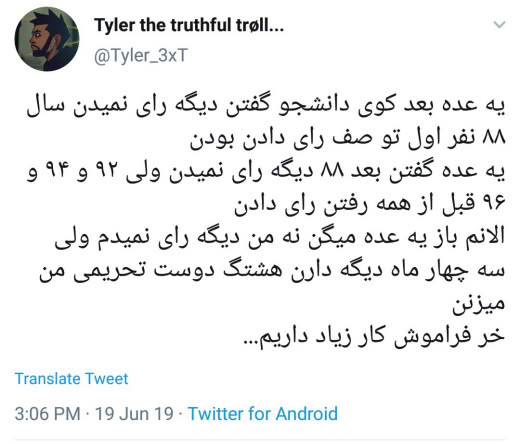 Tyler the truthful trøll...
@Tyler_3xT
یه عده بعد کوی دانشجو گفتن دیگه رای نمیدن سال
۸۸ نفر اول تو صف رای دادن بودن
یه عده گفتن بعد ۸۸ دیگه رای نمیدن ولی ۹۲ و ۹۴ و
۹۶ قبل از همه رفتن رای دادن
الانم باز یه عده میگن نه من دیگه رای نمیدم ولی
سه چهار ماه دیگه دارن هشتگ دوست تحریمی من
میزنن
خر فراموش کار زیاد داریم...
Translate Tweet
3:06 PM · 19 Jun 19 · Twitter for Android